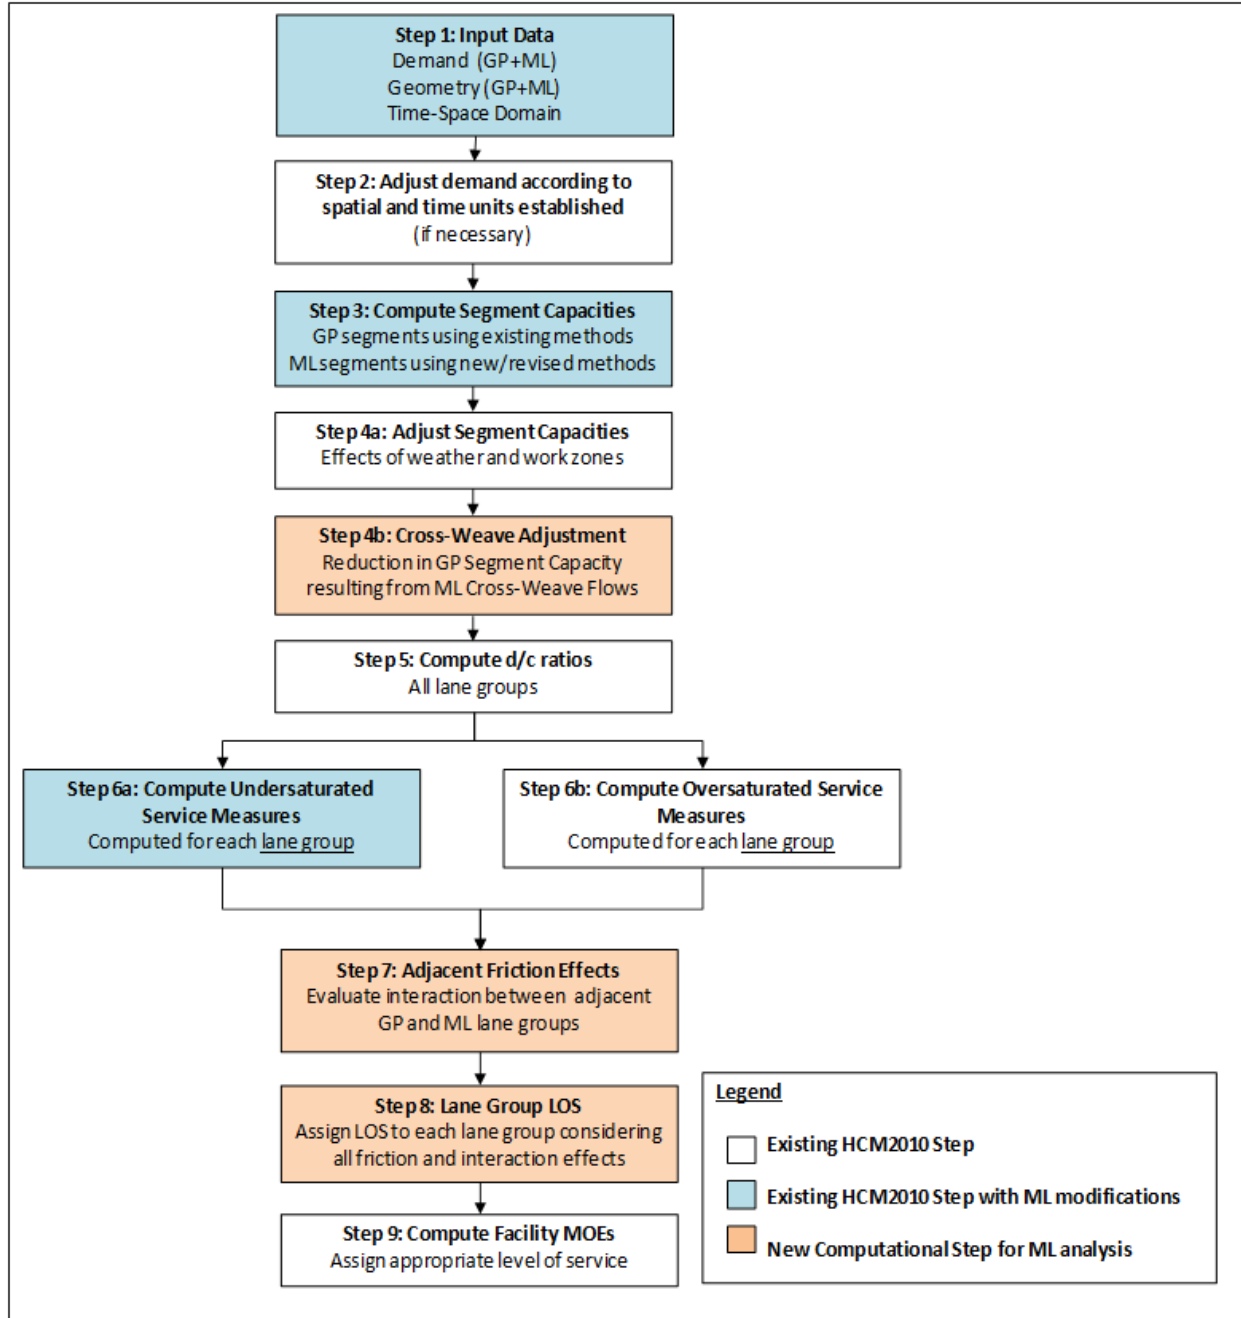 Step 1: Input Data
Demand (GP+ML)
Geometry (GP+ML)
Time-Space Domain
Step 2: Adjust demand according to
spatial and time units established
(if necessary)
Step 3: Compute Segment Capacities
GP segments using existing methods
ML segments using new/revised methods
Step 4a: Adjust Segment Capacities
Effects of weather and work zones
Step 4b: Cross-Weave Adjustment
Reduction in GP Segment Capacity
resulting from ML Cross-Weave Flows
Step 5: Compute d/c ratios
All lane groups
Step 6a: Compute Undersaturated
Service Measures
Computed for each lane group
Step 6b: Compute Oversaturated Service
Measures
Computed for each lane group
Step 7: Adjacent Friction Effects
Evaluate interaction between adjacent
GP and ML lane groups
Step 8: Lane Group LOS
Assign LOS to each lane group considering
all friction and interaction effects
Step 9: Compute Facility MOEs
Assign appropriate level of service
Legend
Existing HCM2010 Step
Existing HCM2010 Step with ML modifications
New Computational Step for ML analysis